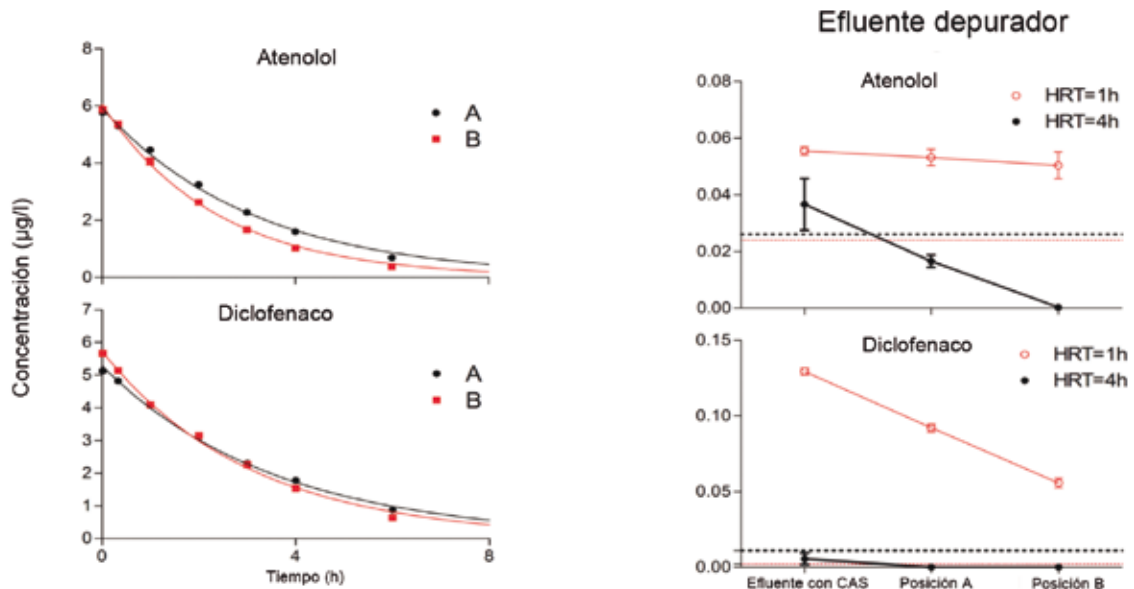 Concentración (µg/l)
Atenolol
A
B
8
6
4
2
0
Diclofenaco
A
B
7
6
5
4
3
2
1
0
0
4
8
Tiempo (h)
Efluente depurador
Atenolol
HRT=1h
HRT=4h
0.08
0.06
0.04
0.02
0.00
Diclofenaco
HRT=1h
HRT=4h
0.15
0.10
0.05
0.00
Efluente con CAS
Posición A
Posición B